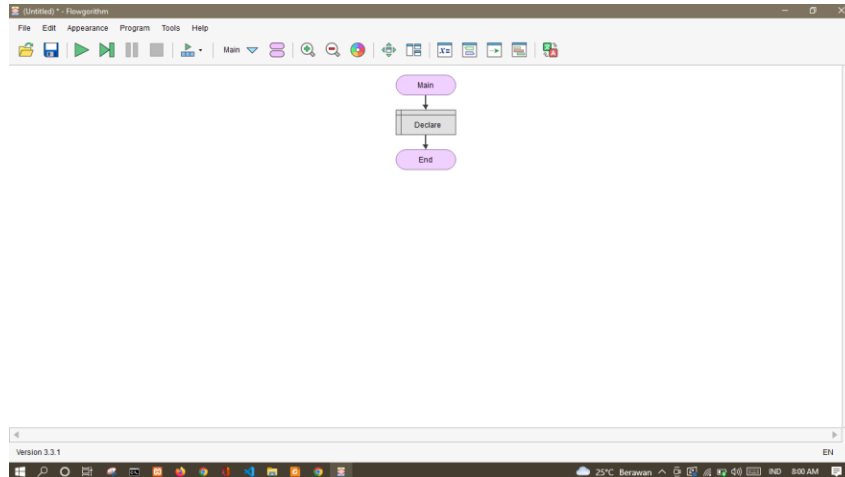 (Untitled) * - Flowgorithm
File Edit Appearance Program Tools Help
Main
Main
Declare
End
Version 3.3.1 EN
25°C Berawan IND 8:00 AM